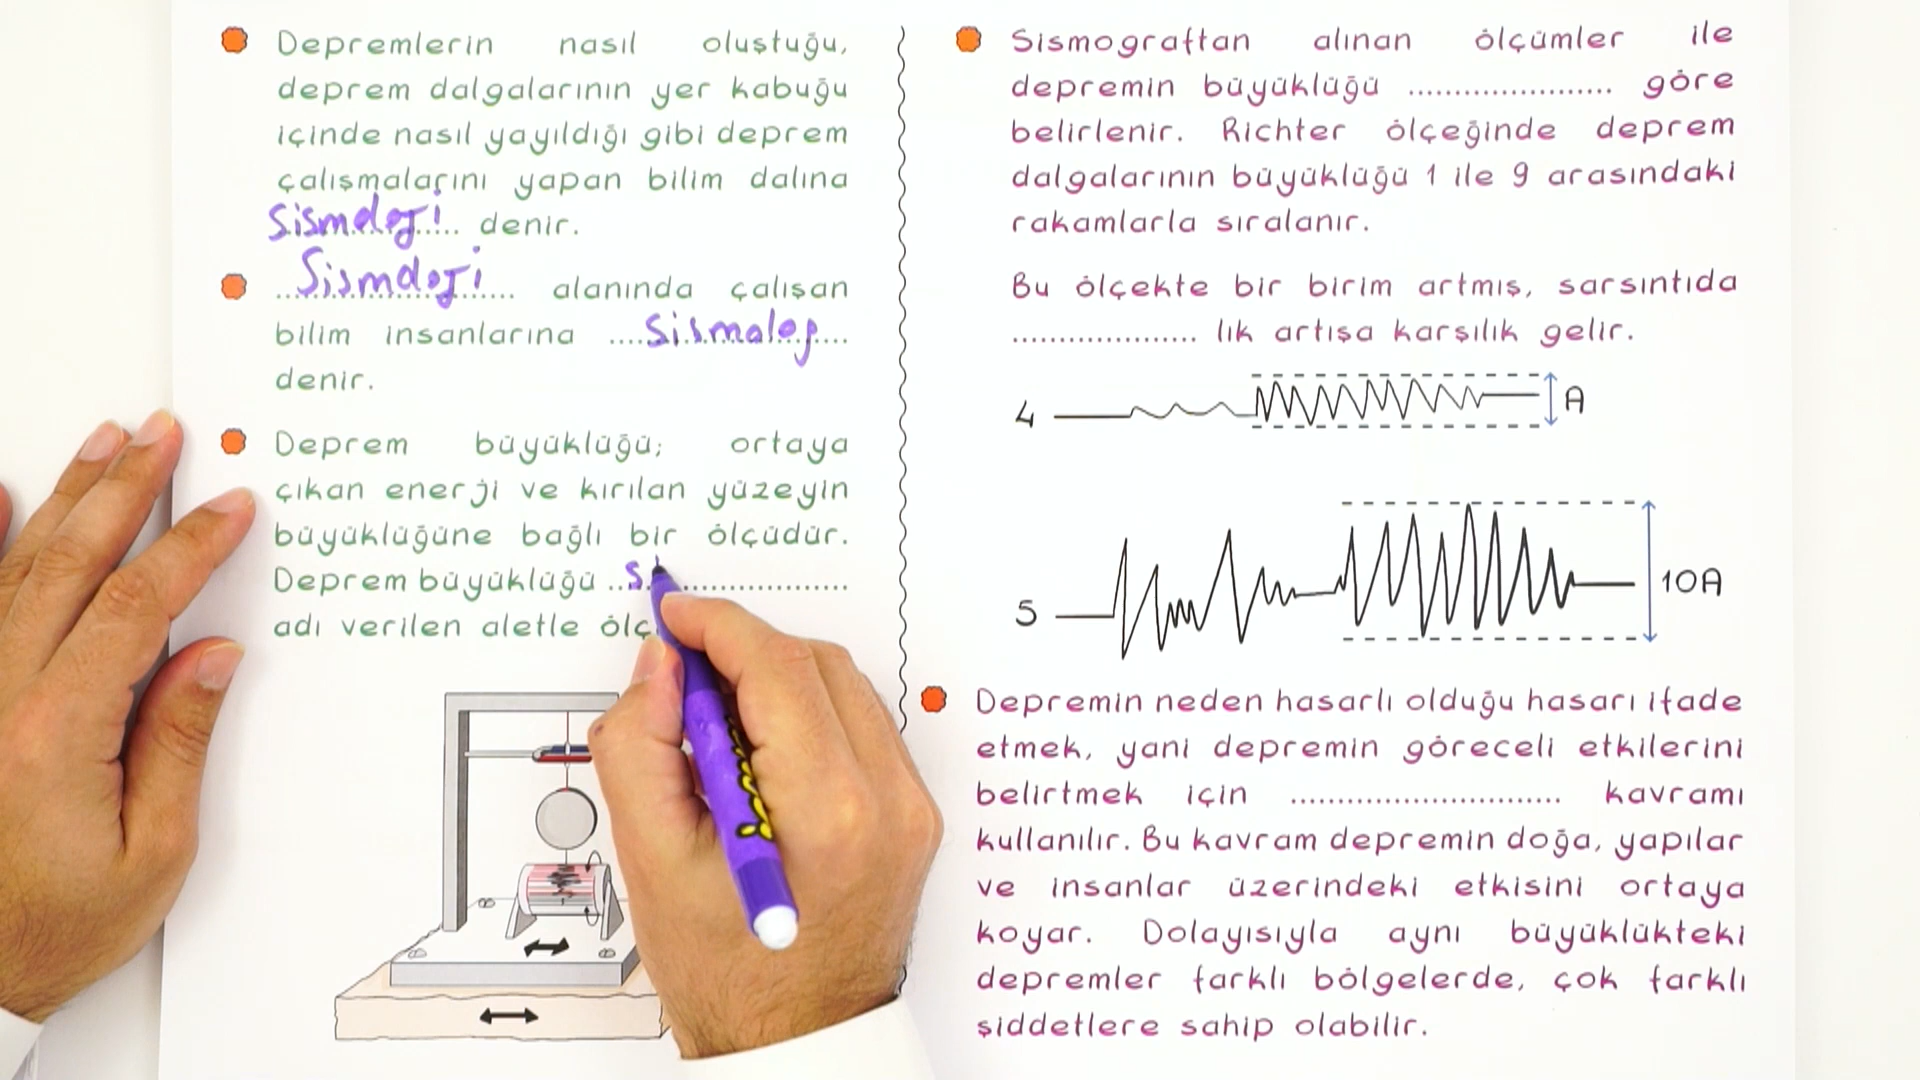 Depremlerin nasıl oluştuğu,
deprem dalgalarının yer kabuğu
içinde nasıl yayıldığı gibi deprem
çalışmalarını yapan bilim dalına
Sismoloji denir.
Sismoloji alanında çalışan
bilim insanlarına Sismolog
denir.
Deprem büyüklüğü; ortaya
çıkan enerji ve kırılan yüzeyin
büyüklüğüne bağlı bir ölçüdür.
Deprem büyüklüğü ..s....................
adı verilen aletle ölç
Sismograftan alınan ölçümler ile
depremin büyüklüğü ...................... göre
belirlenir. Richter ölçeğinde deprem
dalgalarının büyüklüğü 1 ile 9 arasındaki
rakamlarla sıralanır.
Bu ölçekte bir birim artmış, sarsıntıda
.................... lık artışa karşılık gelir.
4 A
5 10A
Depremin neden hasarlı olduğu hasarı ifade
etmek, yani depremin göreceli etkilerini
belirtmek için ............................. kavramı
kullanılır. Bu kavram depremin doğa, yapılar
ve insanlar üzerindeki etkisini ortaya
koyar. Dolayısıyla aynı büyüklükteki
depremler farklı bölgelerde, çok farklı
şiddetlere sahip olabilir.